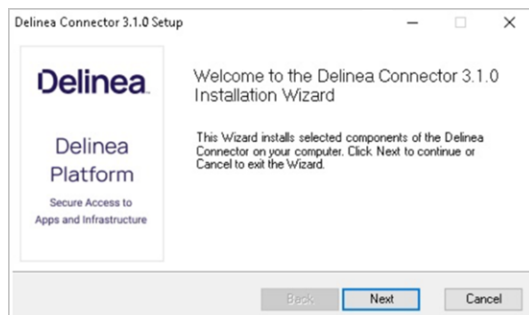 Delinea Connector 3.1.0 Setup
Delinea
Delinea
Platform
Secure Access to
Apps and Infrastructure
Welcome to the Delinea Connector 3.1.0
Installation Wizard
This Wizard installs selected components of the Delinea
Connector on your computer. Click Next to continue or
Cancel to exit the Wizard.
Back
Next
Cancel